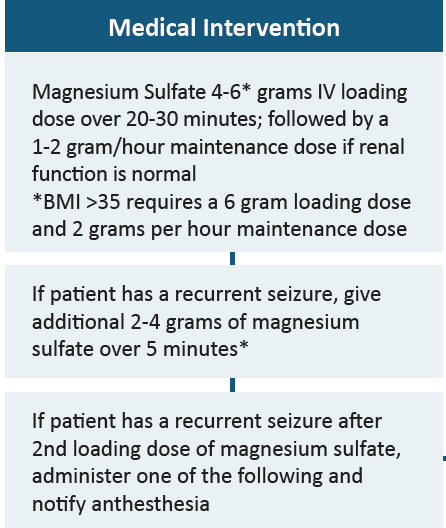 Medical Intervention
Magnesium Sulfate 4-6* grams IV loading
dose over 20-30 minutes; followed by a
1-2 gram/hour maintenance dose if renal
function is normal
*BMI >35 requires a 6 gram loading dose
and 2 grams per hour maintenance dose
If patient has a recurrent seizure, give
additional 2-4 grams of magnesium
sulfate over 5 minutes*
If patient has a recurrent seizure after
2nd loading dose of magnesium sulfate,
administer one of the following and
notify anthesthesia